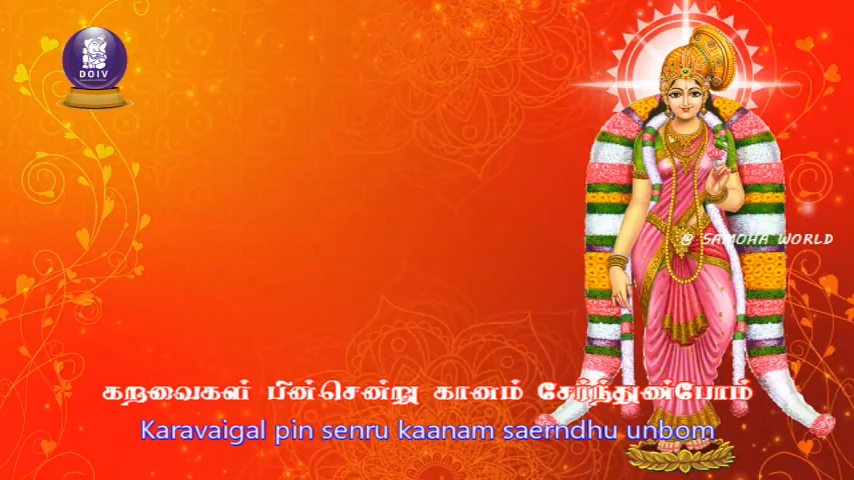 DOIV
@ SAMOHA WORLD
கறவைகள் பின்சென்று கானம் சேர்ந்துண்போம்
Karavaigal pin senru kaanam saerndhu unbom